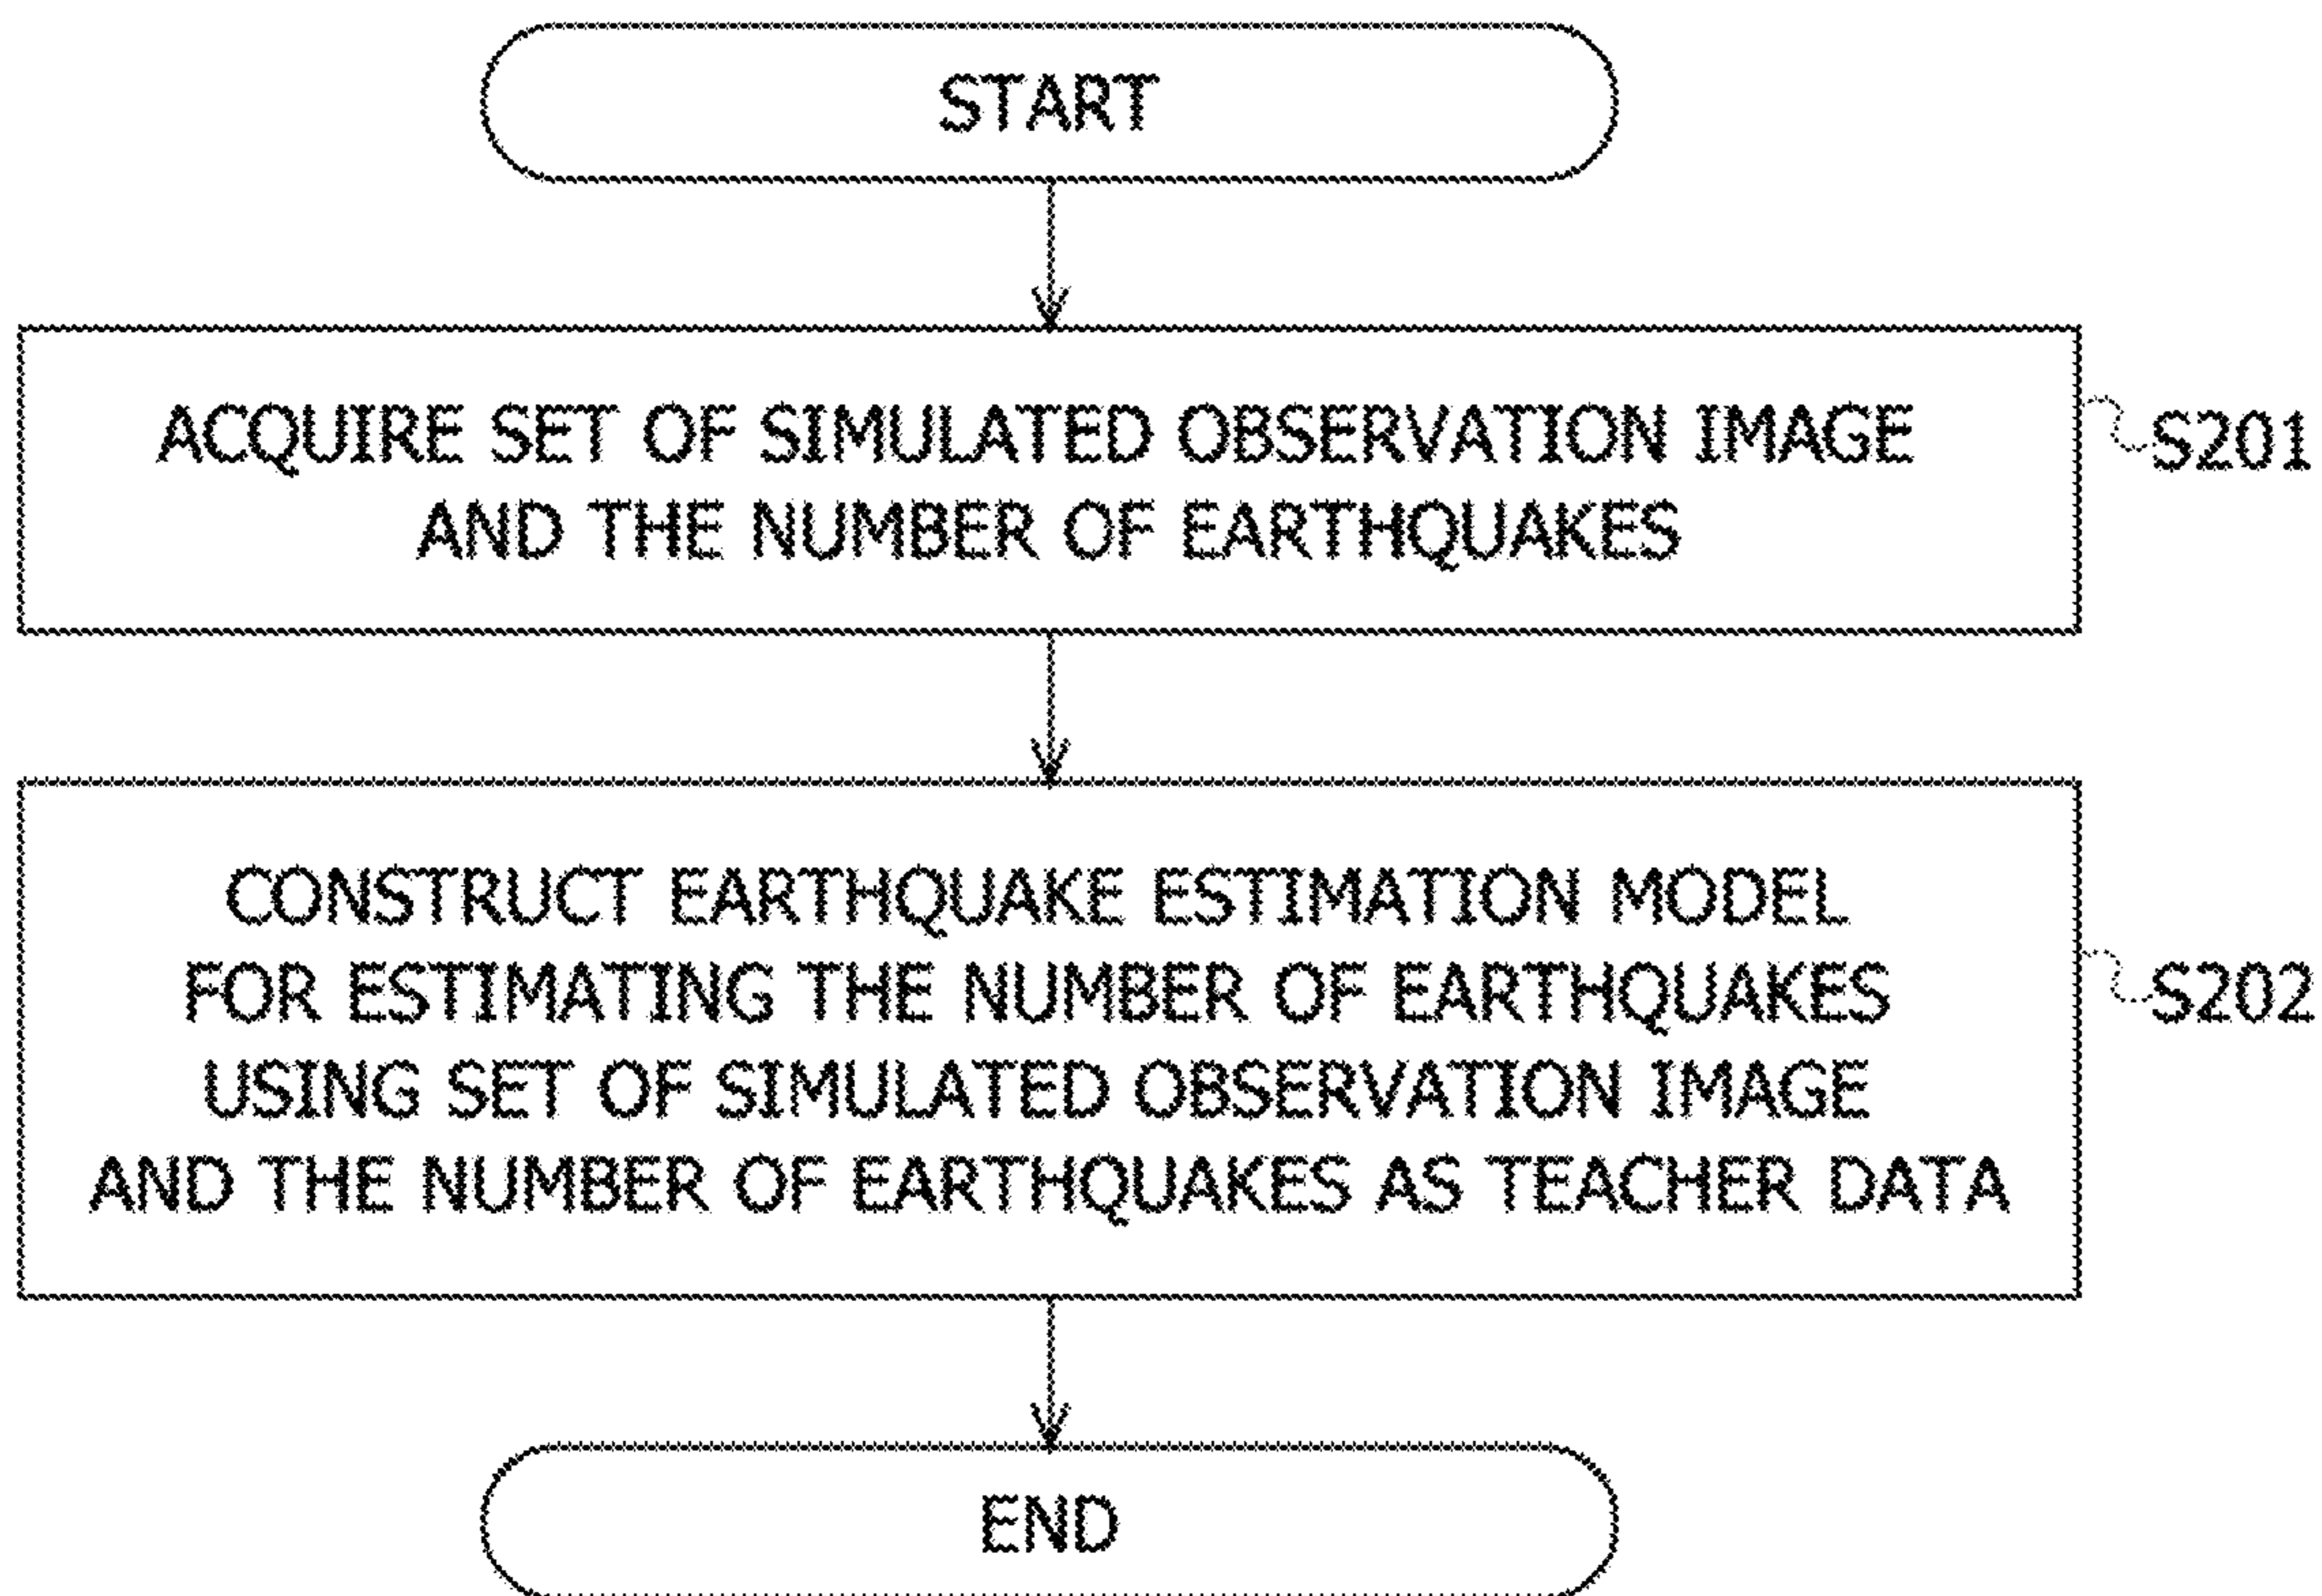 START
ACQUIRE SET OF SIMULATED OBSERVATION IMAGE
AND THE NUMBER OF EARTHQUAKES
S201
CONSTRUCT EARTHQUAKE ESTIMATION MODEL
FOR ESTIMATING THE NUMBER OF EARTHQUAKES
USING SET OF SIMULATED OBSERVATION IMAGE
AND THE NUMBER OF EARTHQUAKES AS TEACHER DATA
S202
END